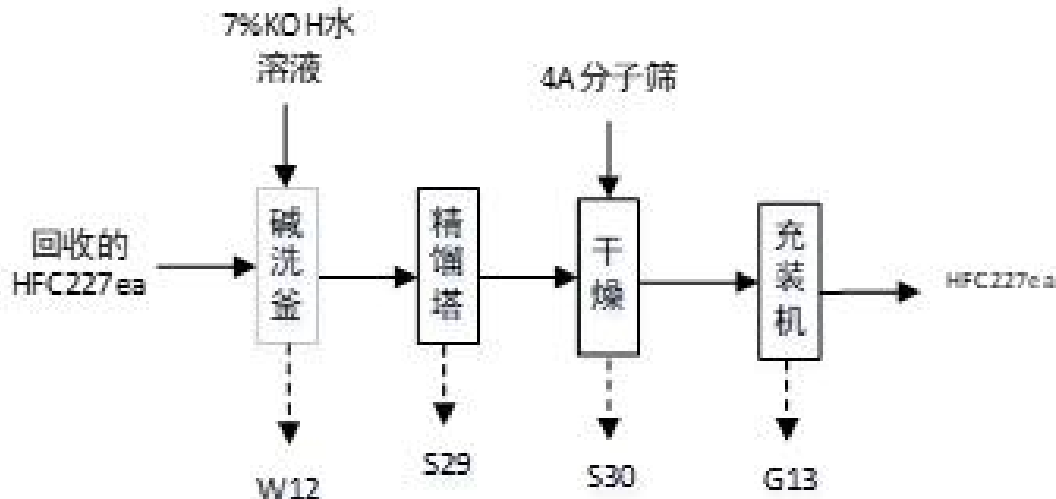 7%KOH水
溶液
4A分子筛
回收的
HFC227ea
碱洗釜
精馏塔
干燥
充装机
HFC227ea
W12
S29
S30
G13